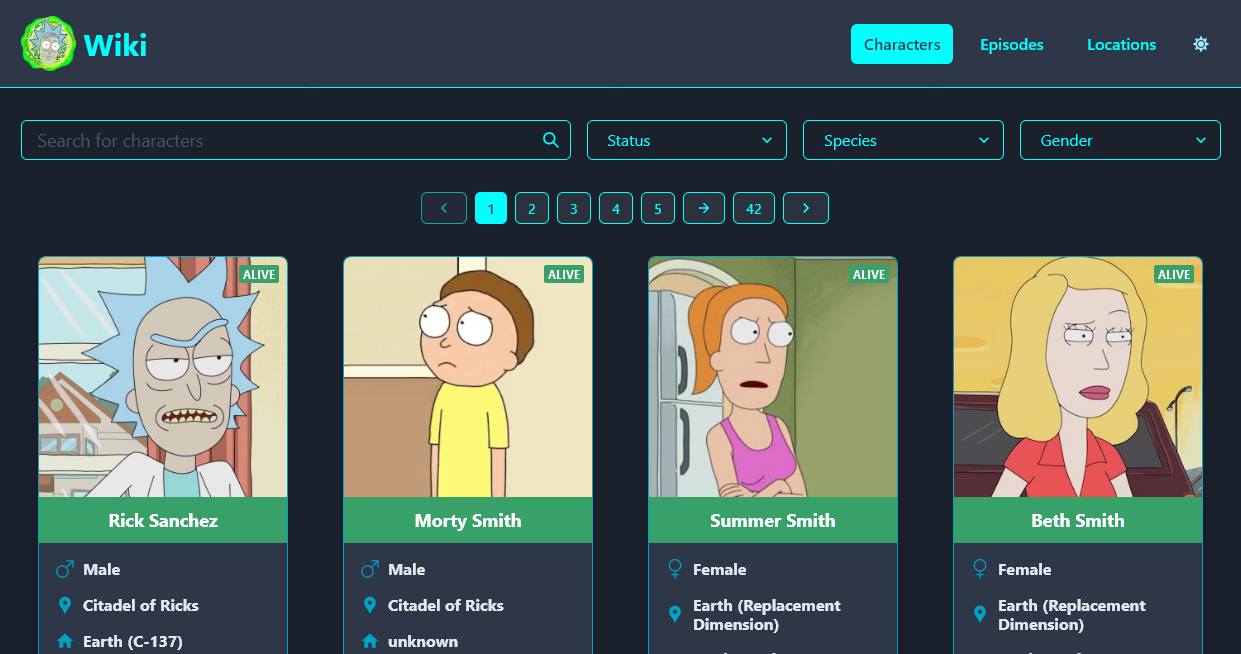 Wiki
Characters
Episodes
Locations
Search for characters
Status
Species
Gender
1
2
3
4
5
42
ALIVE
Rick Sanchez
Male
Citadel of Ricks
Earth (C-137)
ALIVE
Morty Smith
Male
Citadel of Ricks
unknown
ALIVE
Summer Smith
Female
Earth (Replacement
Dimension)
ALIVE
Beth Smith
Female
Earth (Replacement
Dimension)